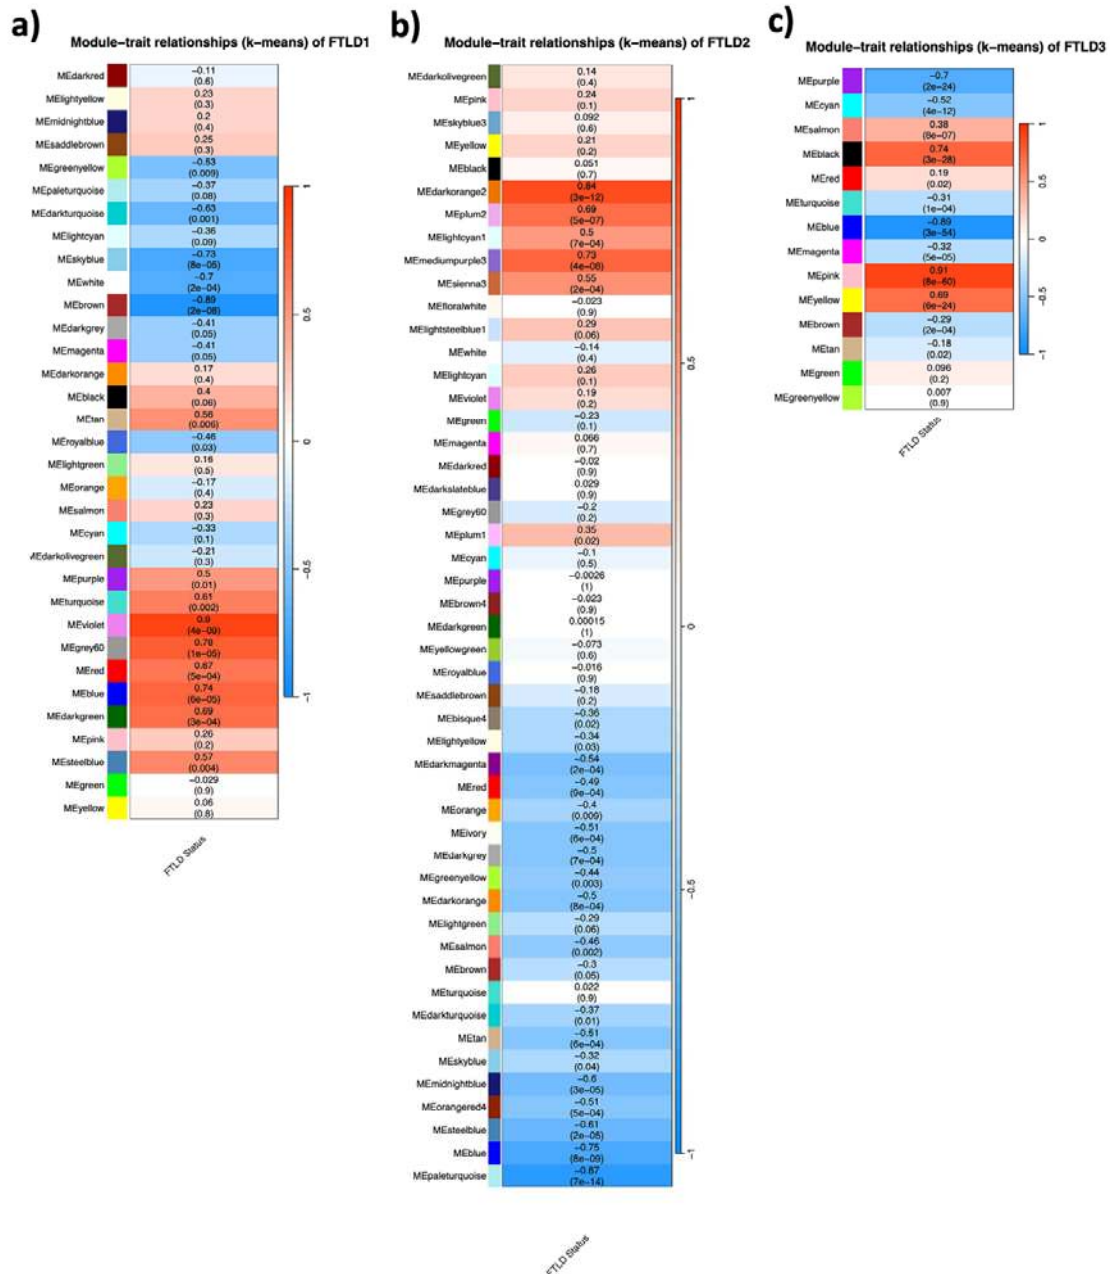 a)
Module-trait relationships (k-means) of FTLD1
MEdarkred -0.11 (0.6)
MElightyellow 0.23 (0.3)
MEmidnightblue 0.2 (0.4)
MEsaddlebrown 0.25 (0.3)
MEgreenyellow -0.53 (0.009)
MEpaleturquoise -0.37 (0.08)
MEdarkturquoise -0.63 (0.001)
MElightcyan -0.36 (0.09)
MEskyblue -0.73 (8e-05)
MEwhite -0.7 (2e-04)
MEbrown -0.89 (2e-08)
MEdarkgrey -0.41 (0.05)
MEmagenta -0.41 (0.05)
MEdarkorange 0.17 (0.4)
MEblack 0.4 (0.06)
MEtan 0.56 (0.006)
MEroyalblue -0.46 (0.03)
MElightgreen 0.16 (0.5)
MEorange -0.17 (0.4)
MEsalmon 0.23 (0.3)
MEcyan -0.33 (0.1)
MEdarkolivegreen -0.21 (0.3)
MEpurple 0.5 (0.01)
MEturquoise 0.61 (0.002)
MEviolet 0.9 (4e-09)
MEgrey60 0.78 (1e-05)
MEred 0.67 (5e-04)
MEblue 0.74 (6e-05)
MEdarkgreen 0.69 (3e-04)
MEpink 0.26 (0.2)
MEsteelblue 0.57 (0.004)
MEgreen -0.029 (0.9)
MEyellow 0.06 (0.8)
FTLD Status
1
0.5
0
-0.5
-1
b)
Module-trait relationships (k-means) of FTLD2
MEdarkolivegreen 0.14 (0.4)
MEpink 0.24 (0.1)
MEskyblue3 0.092 (0.6)
MEyellow 0.21 (0.2)
MEblack 0.051 (0.7)
MEdarkorange2 0.84 (3e-12)
MEplum2 0.69 (5e-07)
MElightcyan1 0.5 (7e-04)
MEmediumpurple3 0.73 (4e-08)
MEsienna3 0.55 (2e-04)
MEfloralwhite -0.023 (0.9)
MElightsteelblue1 0.29 (0.06)
MEwhite -0.14 (0.4)
MElightcyan 0.26 (0.1)
MEviolet 0.19 (0.2)
MEgreen -0.23 (0.1)
MEmagenta 0.066 (0.7)
MEdarkred -0.02 (0.9)
MEdarkslateblue 0.029 (0.9)
MEgrey60 -0.2 (0.2)
MEplum1 0.35 (0.02)
MEcyan -0.1 (0.5)
MEpurple -0.0026 (1)
MEbrown4 -0.023 (0.9)
MEdarkgreen 0.00015 (1)
MEyellowgreen -0.073 (0.6)
MEroyalblue -0.016 (0.9)
MEsaddlebrown -0.18 (0.2)
MEbisque4 -0.36 (0.02)
MElightyellow -0.34 (0.03)
MEdarkmagenta -0.54 (2e-04)
MEred -0.49 (9e-04)
MEorange -0.4 (0.009)
MEivory -0.51 (6e-04)
MEdarkgrey -0.5 (7e-04)
MEgreenyellow -0.44 (0.003)
MEdarkorange -0.5 (8e-04)
MElightgreen -0.29 (0.06)
MEsalmon -0.46 (0.002)
MEbrown -0.3 (0.05)
MEturquoise 0.022 (0.9)
MEdarkturquoise -0.37 (0.01)
MEtan -0.51 (6e-04)
MEskyblue -0.32 (0.04)
MEmidnightblue -0.6 (3e-05)
MEorangered4 -0.51 (5e-04)
MEsteelblue -0.61 (2e-05)
MEblue -0.75 (8e-09)
MEpaleturquoise -0.87 (7e-14)
FTLD Status
1
0.5
0
-0.5
-1
c)
Module-trait relationships (k-means) of FTLD3
MEpurple -0.7 (2e-24)
MEcyan -0.52 (4e-12)
MEsalmon 0.38 (8e-07)
MEblack 0.74 (3e-28)
MEred 0.19 (0.02)
MEturquoise -0.31 (1e-04)
MEblue -0.89 (3e-54)
MEmagenta -0.32 (5e-05)
MEpink 0.91 (8e-60)
MEyellow 0.69 (6e-24)
MEbrown -0.29 (2e-04)
MEtan -0.18 (0.02)
MEgreen 0.096 (0.2)
MEgreenyellow 0.007 (0.9)
FTLD Status
1
0.5
0
-0.5
-1